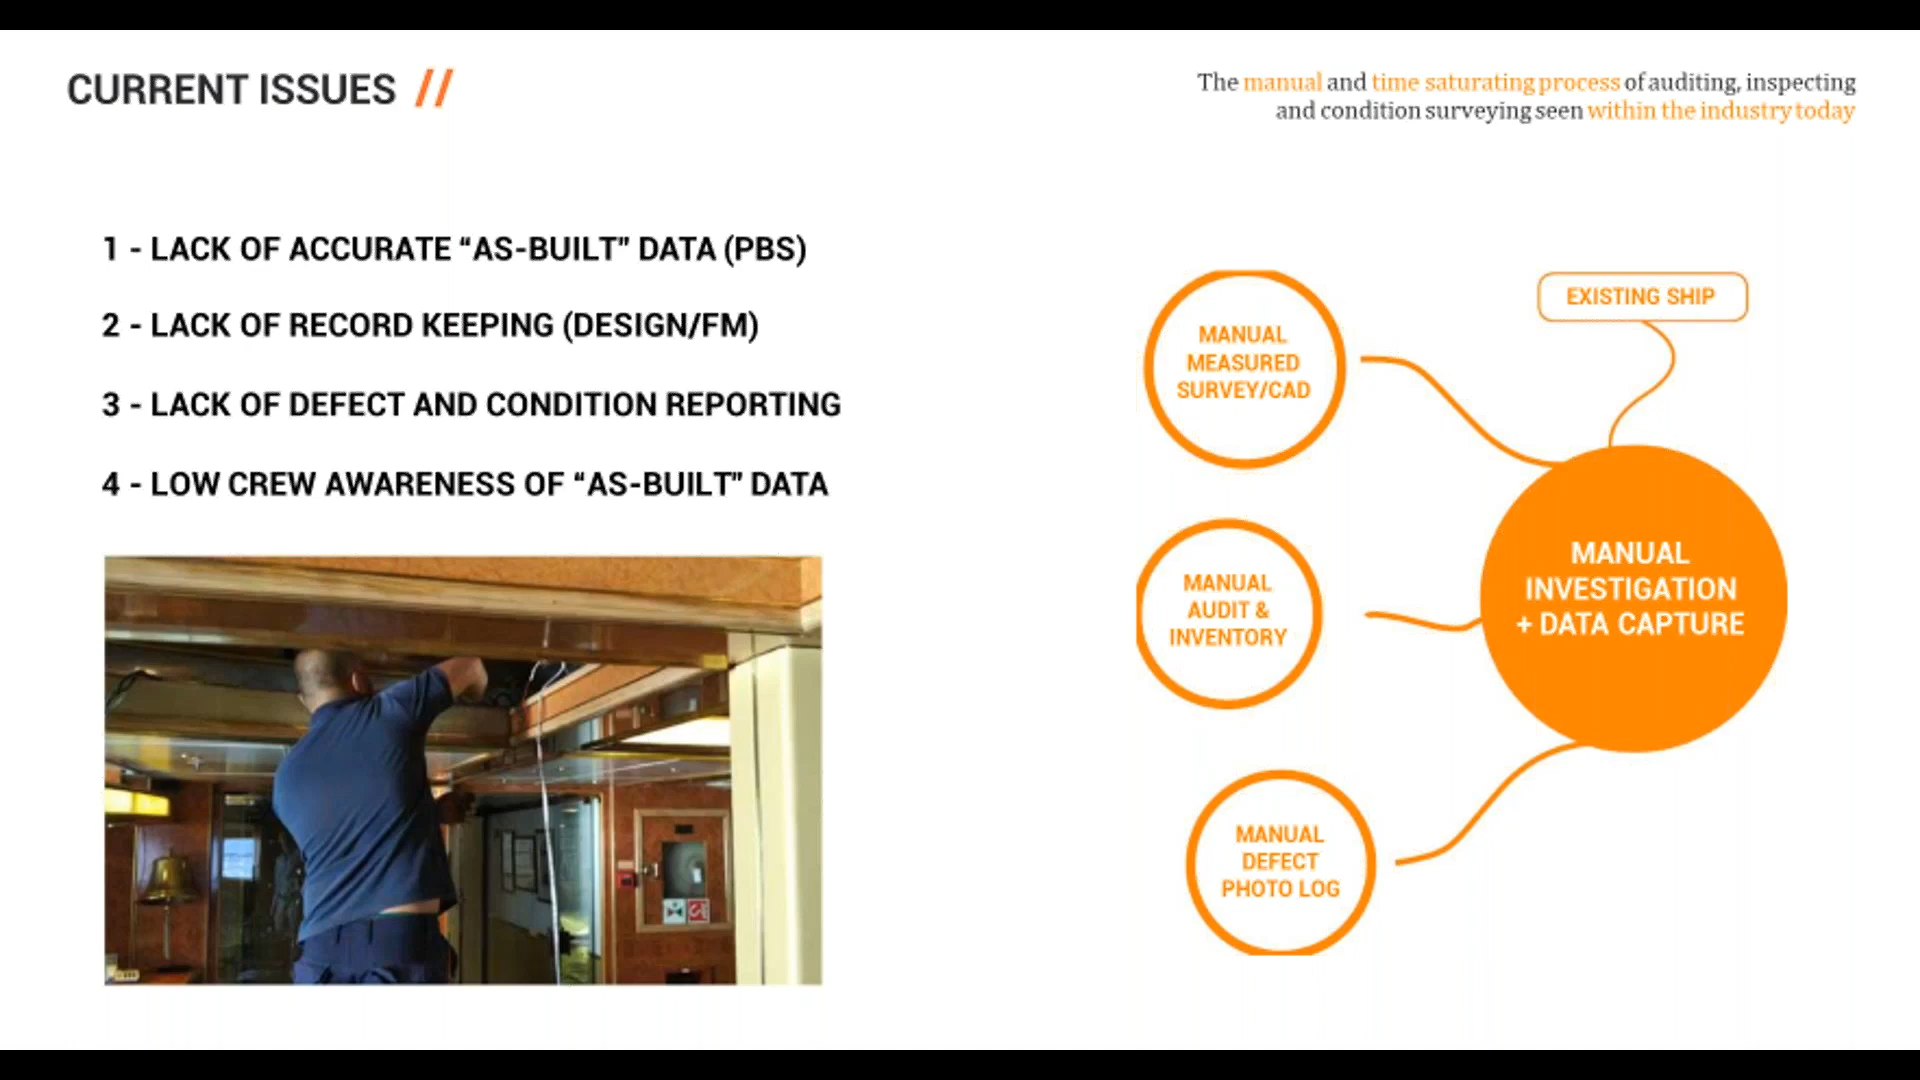 CURRENT ISSUES //
The manual and time saturating process of auditing, inspecting
and condition surveying seen within the industry today
1 - LACK OF ACCURATE “AS-BUILT” DATA (PBS)
2 - LACK OF RECORD KEEPING (DESIGN/FM)
3 - LACK OF DEFECT AND CONDITION REPORTING
4 - LOW CREW AWARENESS OF “AS-BUILT” DATA
EXISTING SHIP
MANUAL
MEASURED
SURVEY/CAD
MANUAL
INVESTIGATION
+ DATA CAPTURE
MANUAL
AUDIT &
INVENTORY
MANUAL
DEFECT
PHOTO LOG